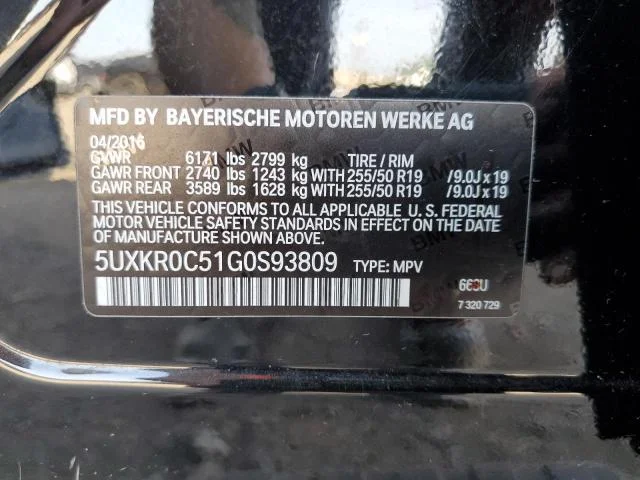 MFD BY BAYERISCHE MOTOREN WERKE AG
04/2016
GVWR 6171 lbs 2799 kg TIRE / RIM
GAWR FRONT 2740 lbs 1243 kg WITH 255/50 R19 /9.0J x 19
GAWR REAR 3589 lbs 1628 kg WITH 255/50 R19 /9.0J x 19
THIS VEHICLE CONFORMS TO ALL APPLICABLE U. S. FEDERAL
MOTOR VEHICLE SAFETY STANDARDS IN EFFECT ON THE DATE
OF MANUFACTURE SHOWN ABOVE.
5UXKR0C51G0S93809 TYPE: MPV
7 320 729